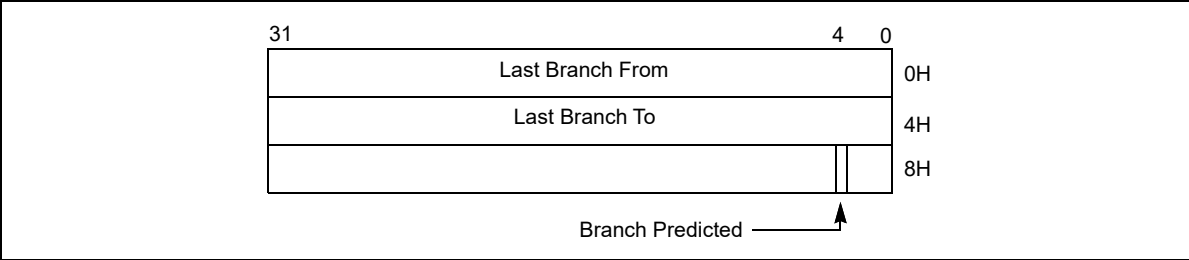 31 4 0
Last Branch From 0H
Last Branch To 4H
8H
Branch Predicted